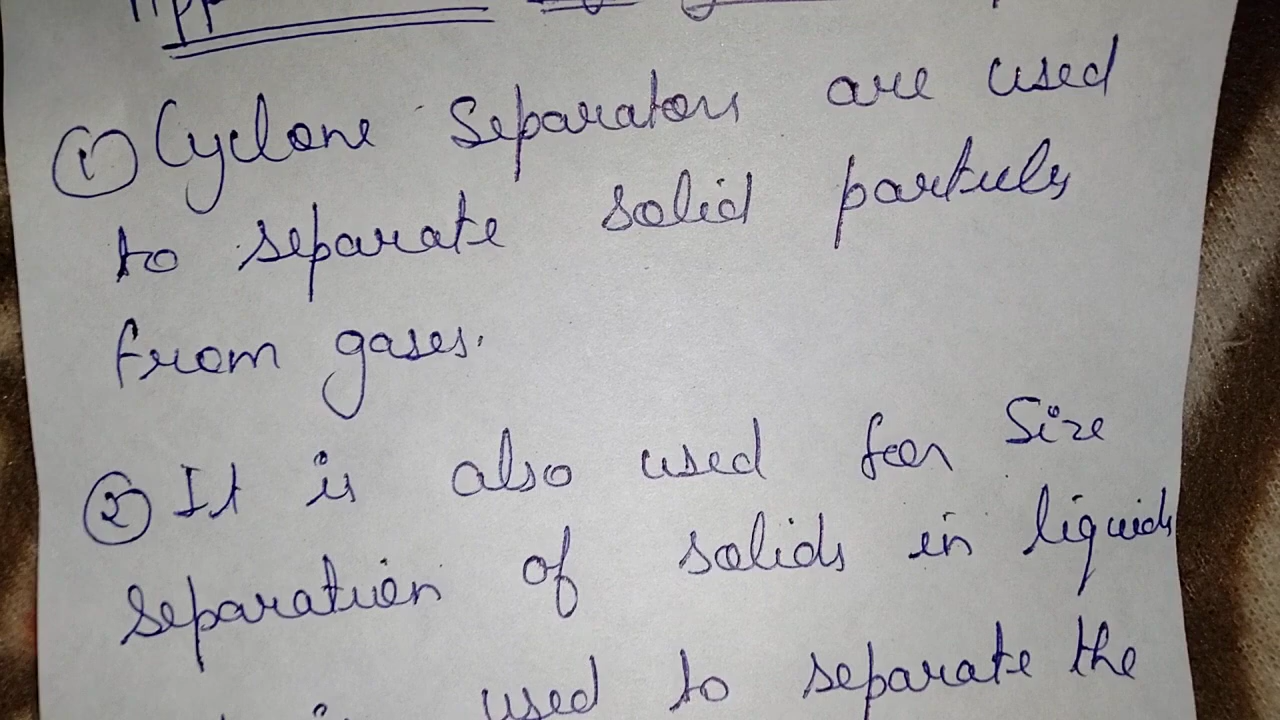 ① Cyclone Separators are used
to separate solid particles
from gases.
② It is also used for Size
separation of solids in liquids
used to separate the